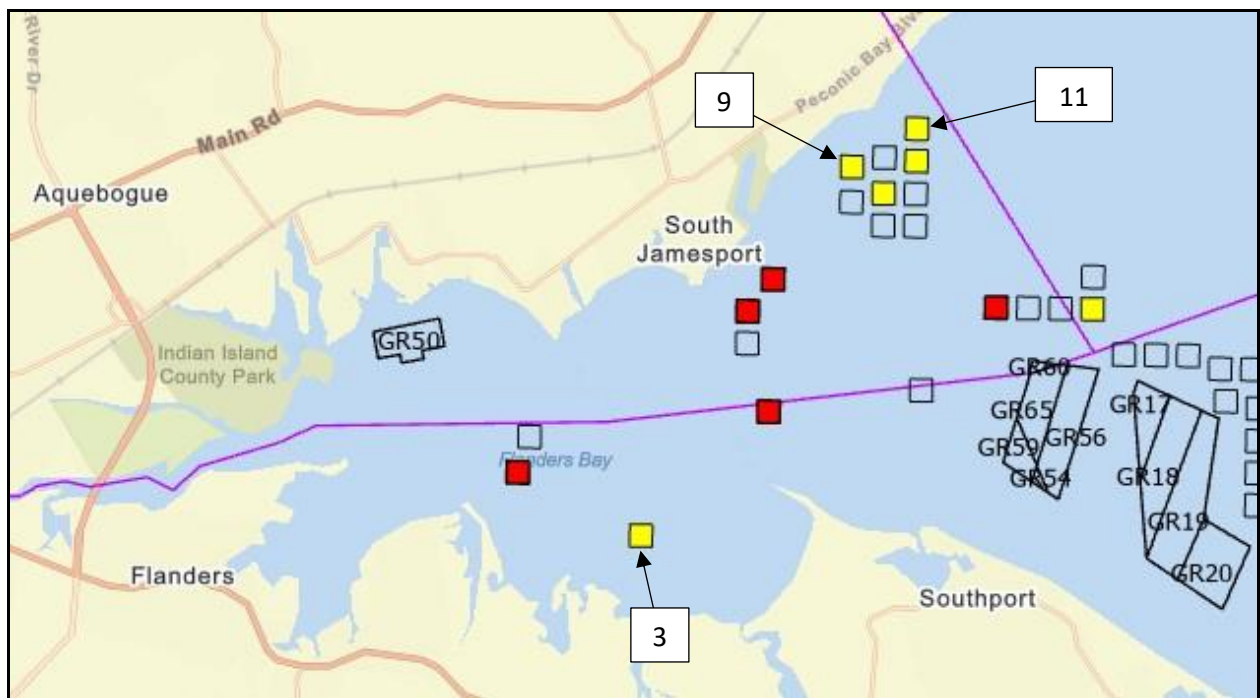 River Dr
Main Rd
Peconic Bay Blv
9
11
Aquebogue
South
Jamesport
GR50
Indian Island
County Park
GR60
GR65
GR17
GR59
GR56
GR54
GR18
Flanders Bay
GR19
Flanders
GR20
Southport
3